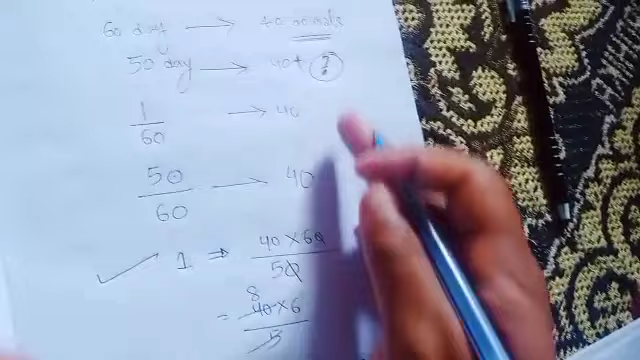 60 day → 40
50 day → 40 + ?
1/60 → 40
50/60 → 40
✓ 1 ⇒ 40×60/50
= 8 40×6/5